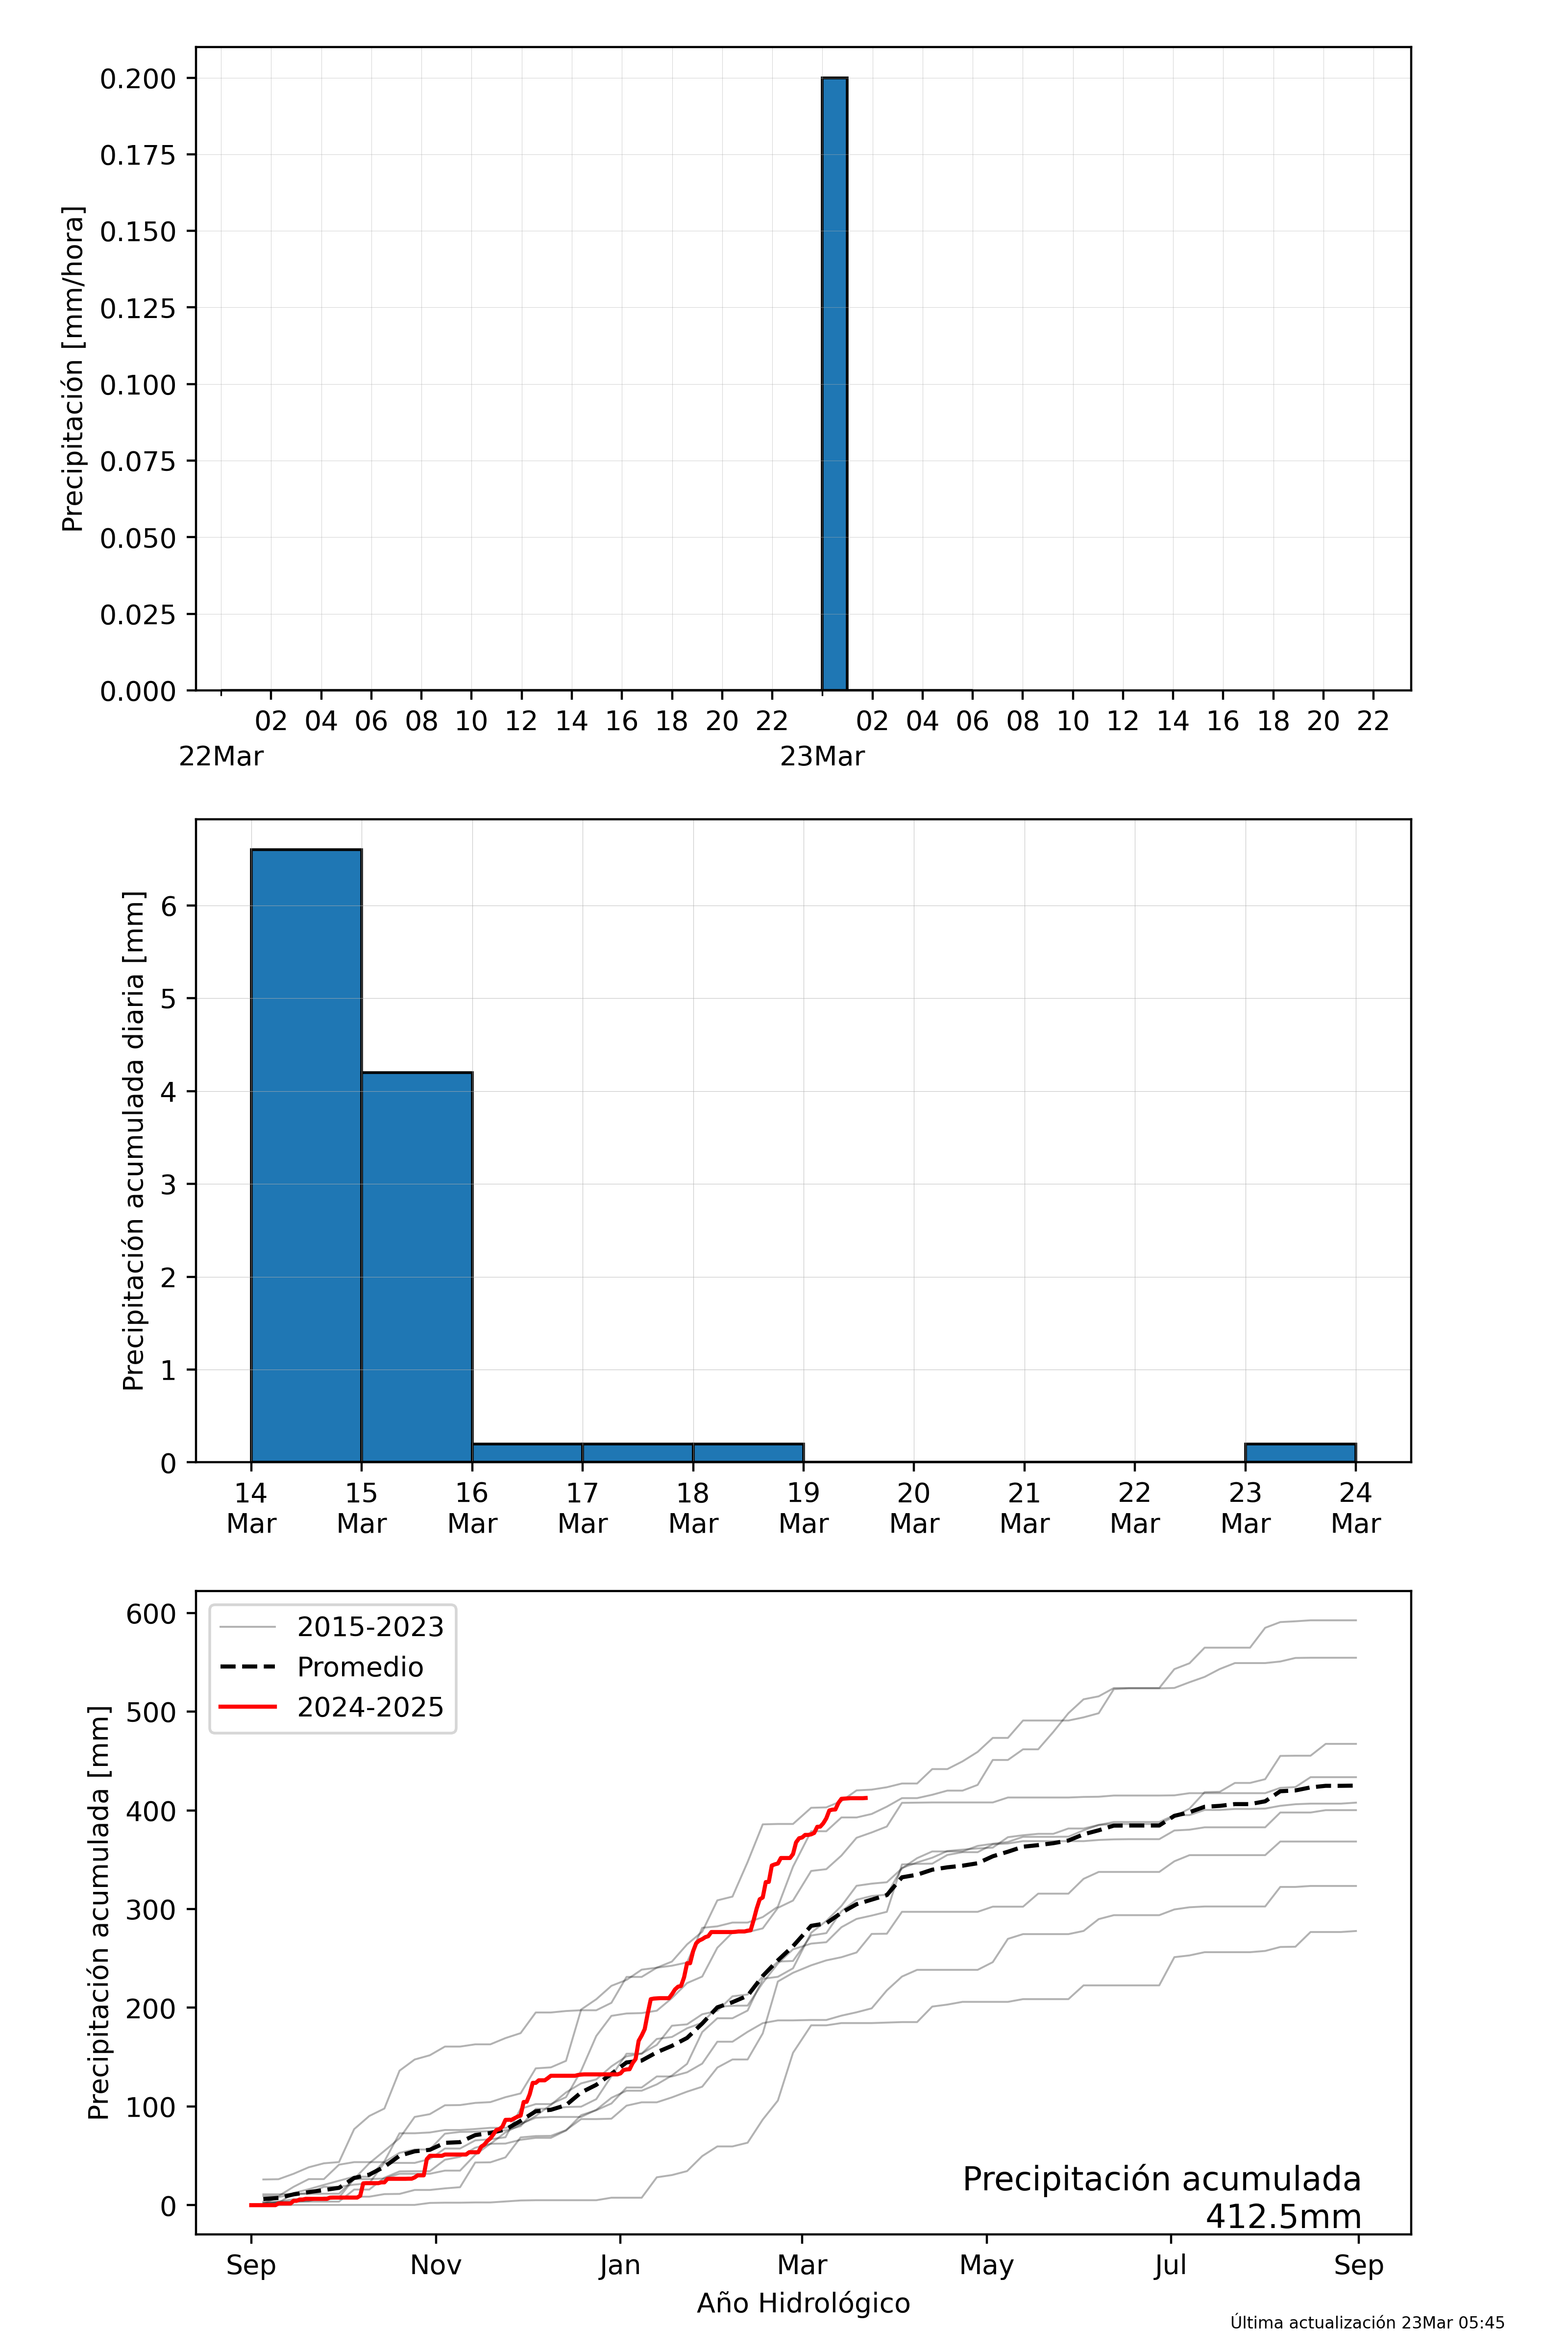 Precipitación [mm/hora]
0.200
0.175
0.150
0.125
0.100
0.075
0.050
0.025
0.000
02 04 06 08 10 12 14 16 18 20 22 02 04 06 08 10 12 14 16 18 20 22
22Mar 23Mar
Precipitación acumulada diaria [mm]
6
5
4
3
2
1
0
14 15 16 17 18 19 20 21 22 23 24
Mar Mar Mar Mar Mar Mar Mar Mar Mar Mar Mar
Precipitación acumulada [mm]
600
500
400
300
200
100
0
2015-2023
Promedio
2024-2025
Precipitación acumulada
412.5mm
Sep Nov Jan Mar May Jul Sep
Año Hidrológico
Última actualización 23Mar 05:45